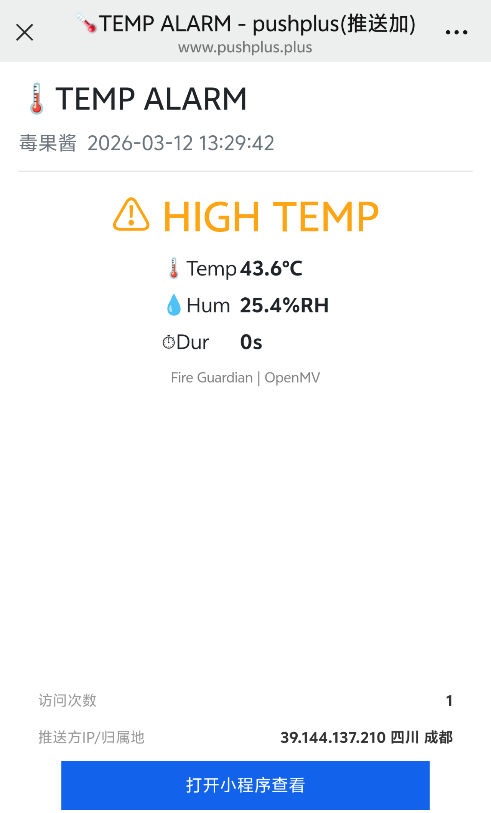 🌡️TEMP ALARM - pushplus(推送加)
www.pushplus.plus
🌡️TEMP ALARM
毒果酱 2026-03-12 13:29:42
⚠ HIGH TEMP
🌡️Temp 43.6°C
💧Hum 25.4%RH
⏱Dur 0s
Fire Guardian | OpenMV
访问次数 1
推送方IP/归属地 39.144.137.210 四川 成都
打开小程序查看